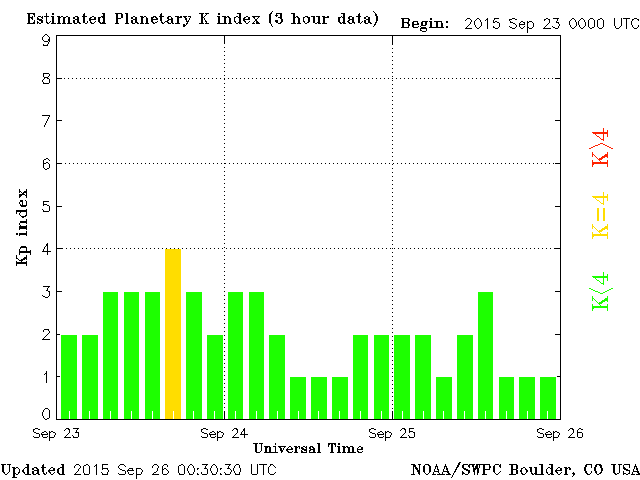 Estimated Planetary K index (3 hour data) Begin: 2015 Sep 23 0000 UTC
9
8
7
6
5
4
3
2
1
0
Kp index
K>4
K=4
K<4
Sep 23 Sep 24 Sep 25 Sep 26
Universal Time
Updated 2015 Sep 26 00:30:30 UTC NOAA/SWPC Boulder, CO USA